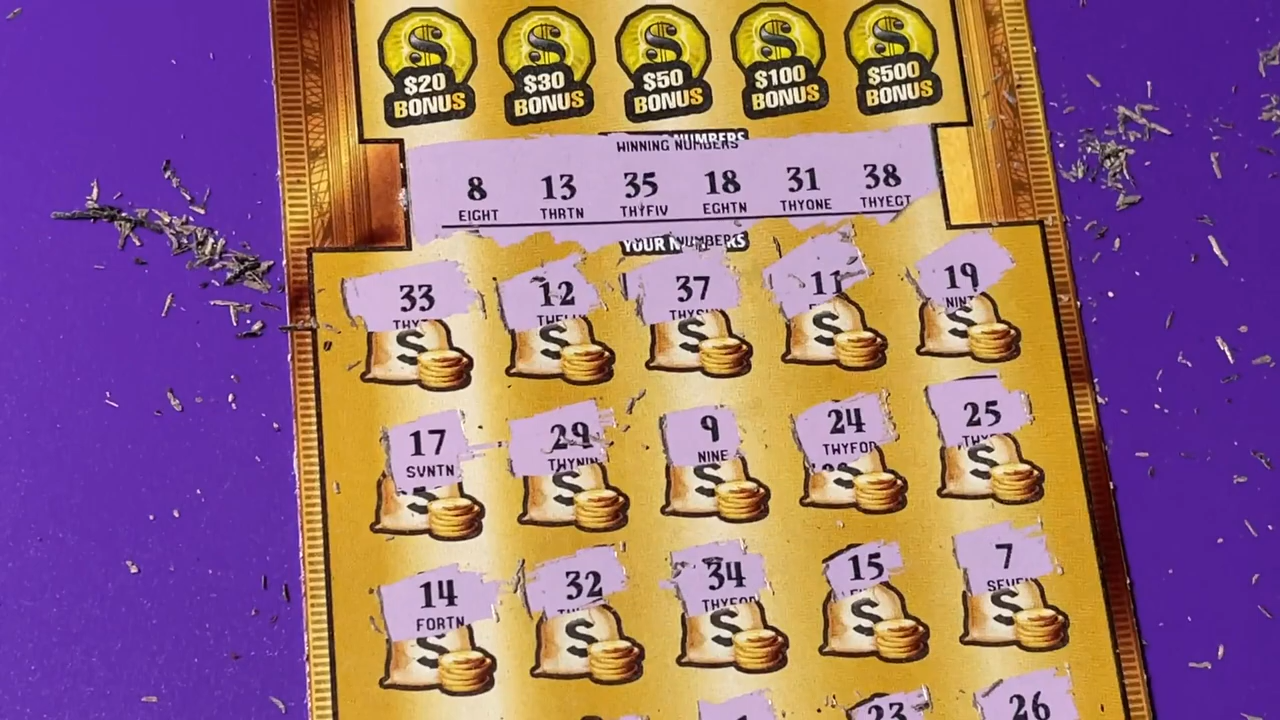 $20 $30 $50 $100 $500
BONUS BONUS BONUS BONUS BONUS
WINNING NUMBERS
8 13 35 18 31 38
EIGHT THRTN THYFIV EGHTN THYONE THYEGT
YOUR NUMBERS
33 12 37 11 19
17 29 9 24 25
SVNTN THYNIN NINE THYFOR
14 32 34 15 7
FORTN THYFOR SEVEN
23 26